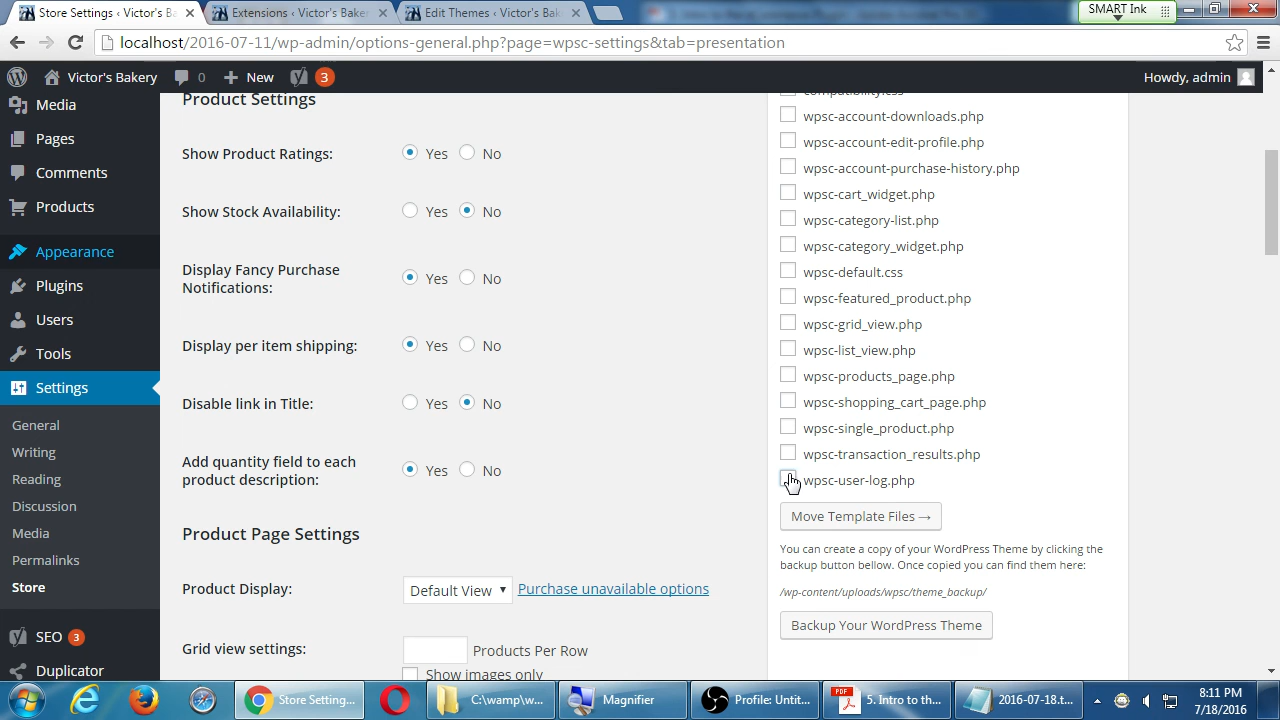 Store Settings ‹ Victor's B
Extensions ‹ Victor's Baker
Edit Themes ‹ Victor's Bak
SMART Ink
localhost/2016-07-11/wp-admin/options-general.php?page=wpsc-settings&tab=presentation
Victor's Bakery
0
New
3
Howdy, admin
Media
Pages
Comments
Products
Appearance
Plugins
Users
Tools
Settings
General
Writing
Reading
Discussion
Media
Permalinks
Store
SEO 3
Duplicator
Product Settings
Show Product Ratings: Yes No
Show Stock Availability: Yes No
Display Fancy Purchase
Notifications: Yes No
Display per item shipping: Yes No
Disable link in Title: Yes No
Add quantity field to each
product description: Yes No
Product Page Settings
Product Display: Default View Purchase unavailable options
Grid view settings: Products Per Row
Show images only
compatibility.css
wpsc-account-downloads.php
wpsc-account-edit-profile.php
wpsc-account-purchase-history.php
wpsc-cart_widget.php
wpsc-category-list.php
wpsc-category_widget.php
wpsc-default.css
wpsc-featured_product.php
wpsc-grid_view.php
wpsc-list_view.php
wpsc-products_page.php
wpsc-shopping_cart_page.php
wpsc-single_product.php
wpsc-transaction_results.php
wpsc-user-log.php
Move Template Files →
You can create a copy of your WordPress Theme by clicking the
backup button bellow. Once copied you can find them here:
/wp-content/uploads/wpsc/theme_backup/
Backup Your WordPress Theme
Store Setting...
C:\wamp\w...
Magnifier
Profile: Untit...
5. Intro to th...
2016-07-18.t...
8:11 PM
7/18/2016